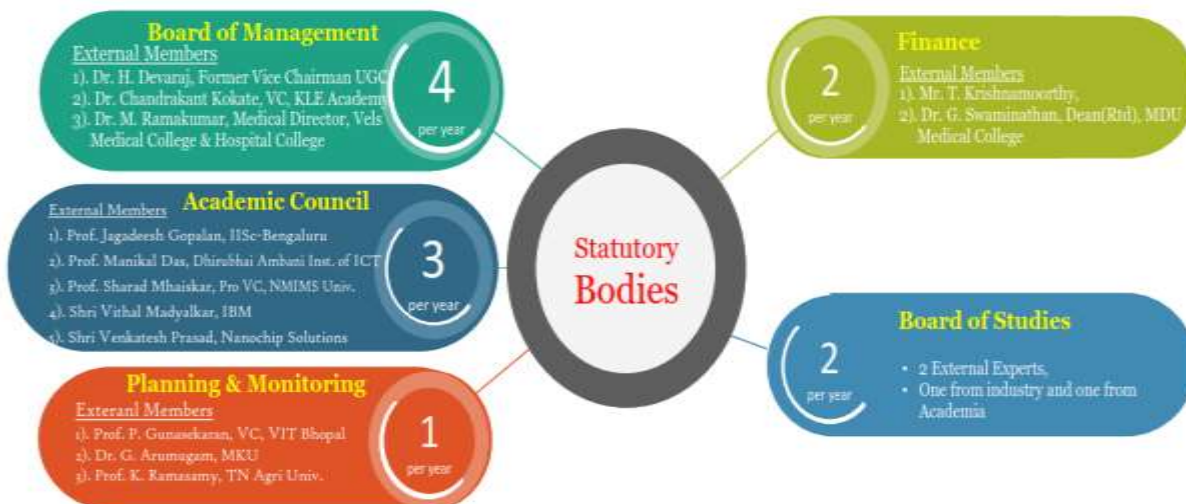 Board of Management
External Members
1). Dr. H. Devaraj, Former Vice Chairman UGC
2). Dr. Chandrakant Kokate, VC, KLE Academy
3). Dr. M. Ramakumar, Medical Director, Vels
Medical College & Hospital College
4
per year
Academic Council
External Members
1). Prof. Jagadeesh Gopalan, IISc-Bengaluru
2). Prof. Manikal Das, Dhirubhai Ambani Inst. of ICT
3). Prof. Sharad Mhaiskar, Pro VC, NMIMS Univ.
4). Shri Vithal Madyalkar, IBM
5). Shri Venkatesh Prasad, Nanochip Solutions
3
per year
Planning & Monitoring
Exteranl Members
1). Prof. P. Gunasekaran, VC, VIT Bhopal
2). Dr. G. Arumugam, MKU
3). Prof. K. Ramasamy, TN Agri Univ.
1
per year
Statutory
Bodies
2
per year
Finance
External Members
1). Mr. T. Krishnamoorthy,
2). Dr. G. Swaminathan, Dean(Rtd), MDU
Medical College
2
per year
Board of Studies
• 2 External Experts,
• One from industry and one from
Academia